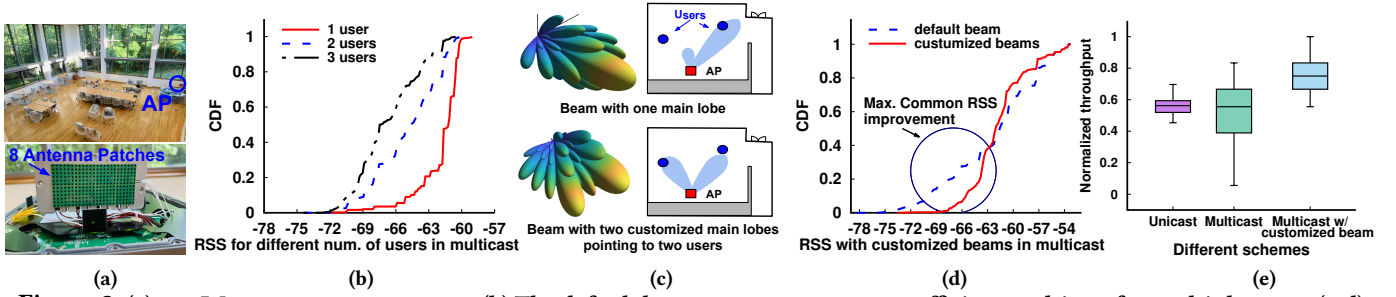 AP
8 Antenna Patches
(a)
1 user
2 users
3 users
CDF
1
0.8
0.6
0.4
0.2
0
-78 -75 -72 -69 -66 -63 -60 -57
RSS for different num. of users in multicast
(b)
Users
AP
Beam with one main lobe
AP
Beam with two customized main lobes
pointing to two users
(c)
default beam
custumized beams
Max. Common RSS
improvement
CDF
1
0.8
0.6
0.4
0.2
0
-78 -75 -72 -69 -66 -63 -60 -57 -54
RSS with customized beams in multicast
(d)
Normalized throughput
1
0.8
0.6
0.4
0.2
0
Unicast
Multicast
Multicast w/
customized beam
Different schemes
(e)